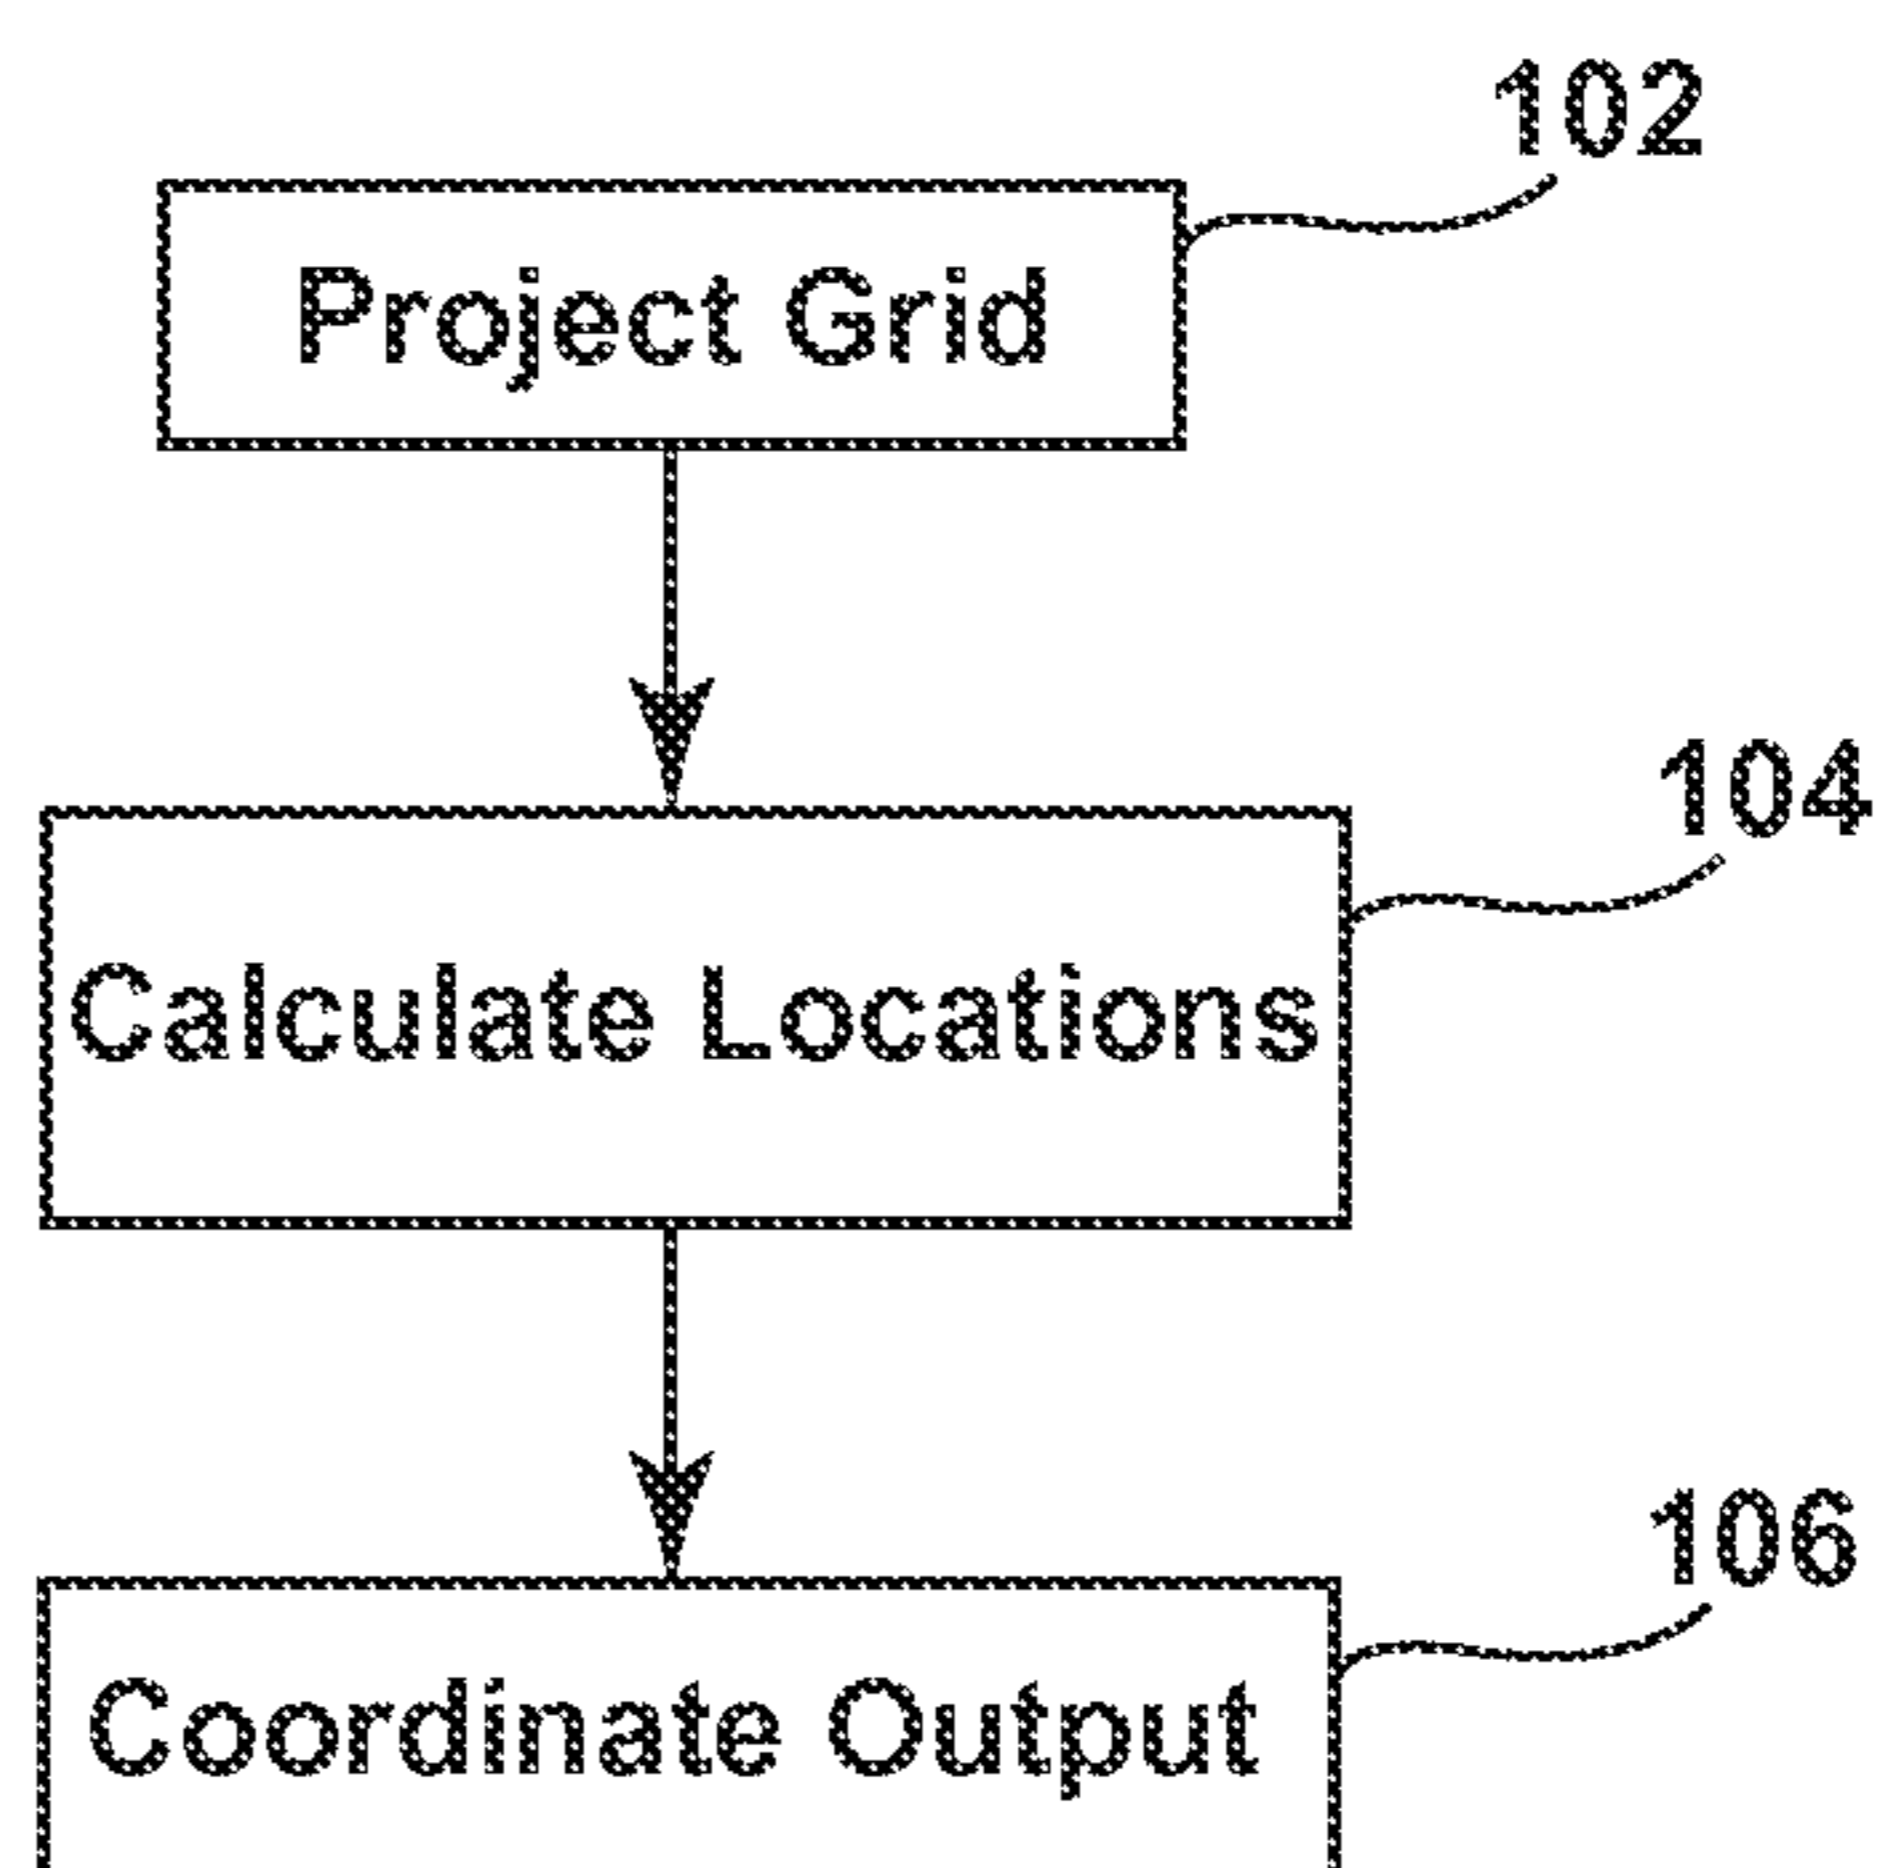 102
Project Grid
104
Calculate Locations
106
Coordinate Output